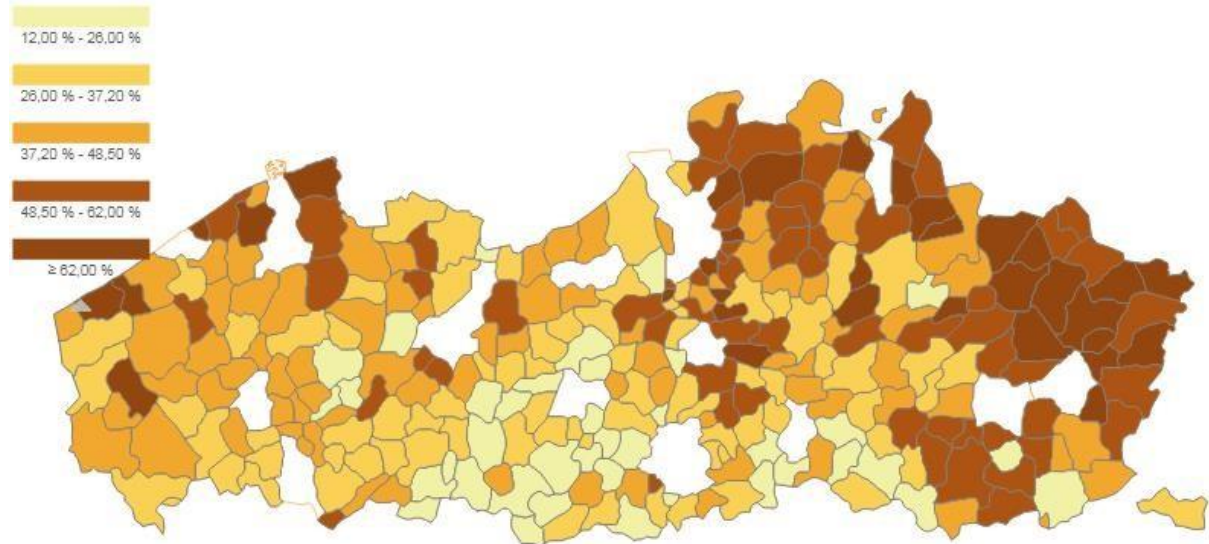 12,00 % - 26,00 %
26,00 % - 37,20 %
37,20 % - 48,50 %
48,50 % - 62,00 %
≥ 62,00 %